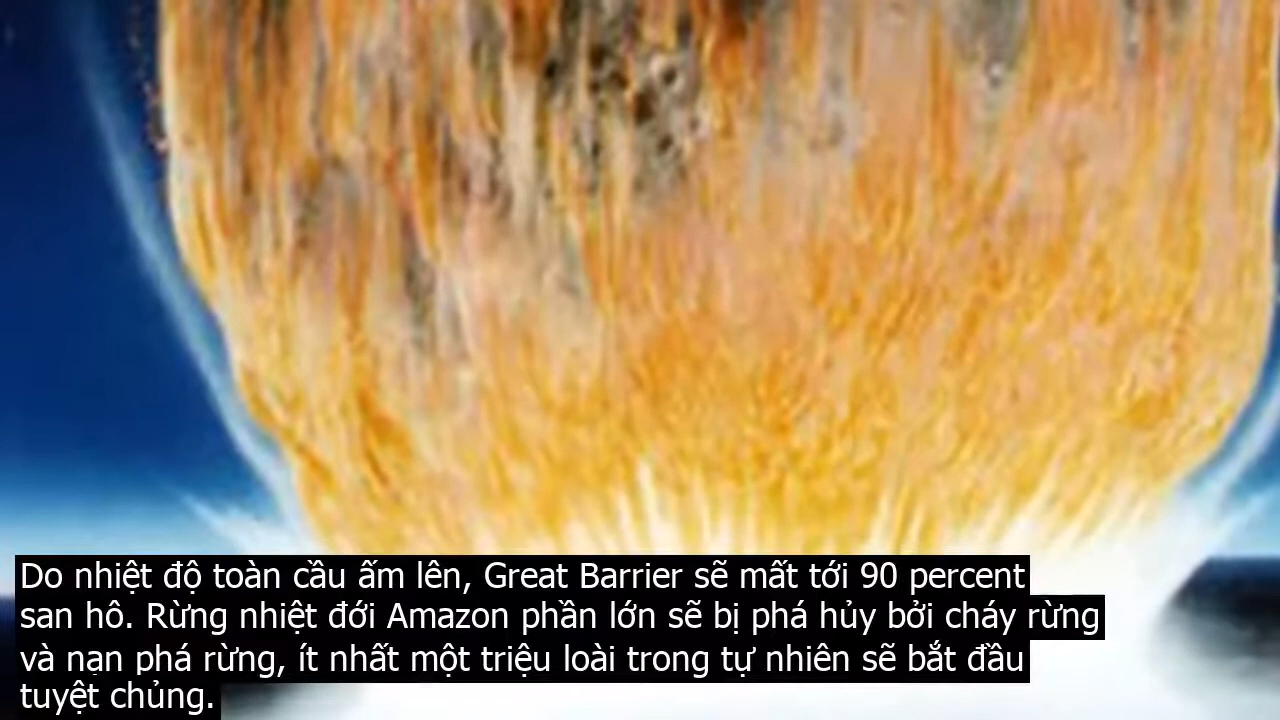 Do nhiệt độ toàn cầu ấm lên, Great Barrier sẽ mất tới 90 percent
san hô. Rừng nhiệt đới Amazon phần lớn sẽ bị phá hủy bởi cháy rừng
và nạn phá rừng, ít nhất một triệu loài trong tự nhiên sẽ bắt đầu
tuyệt chủng.